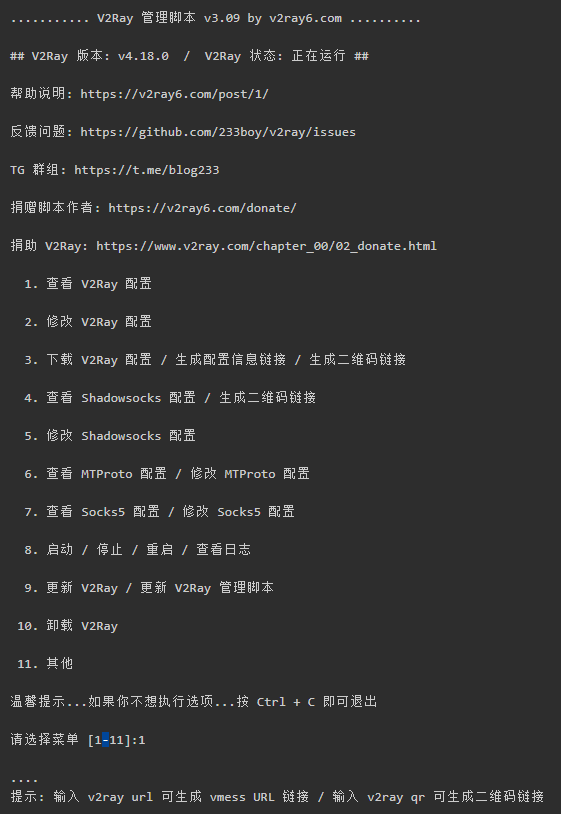 ........... V2Ray 管理脚本 v3.09 by v2ray6.com ..........
## V2Ray 版本: v4.18.0  /  V2Ray 状态: 正在运行 ##
帮助说明: https://v2ray6.com/post/1/
反馈问题: https://github.com/233boy/v2ray/issues
TG 群组: https://t.me/blog233
捐赠脚本作者: https://v2ray6.com/donate/
捐助 V2Ray: https://www.v2ray.com/chapter_00/02_donate.html
1. 查看 V2Ray 配置
2. 修改 V2Ray 配置
3. 下载 V2Ray 配置 / 生成配置信息链接 / 生成二维码链接
4. 查看 Shadowsocks 配置 / 生成二维码链接
5. 修改 Shadowsocks 配置
6. 查看 MTProto 配置 / 修改 MTProto 配置
7. 查看 Socks5 配置 / 修改 Socks5 配置
8. 启动 / 停止 / 重启 / 查看日志
9. 更新 V2Ray / 更新 V2Ray 管理脚本
10. 卸载 V2Ray
11. 其他
温馨提示...如果你不想执行选项...按 Ctrl + C 即可退出
请选择菜单 [1-11]:1
....
提示: 输入 v2ray url 可生成 vmess URL 链接 / 输入 v2ray qr 可生成二维码链接